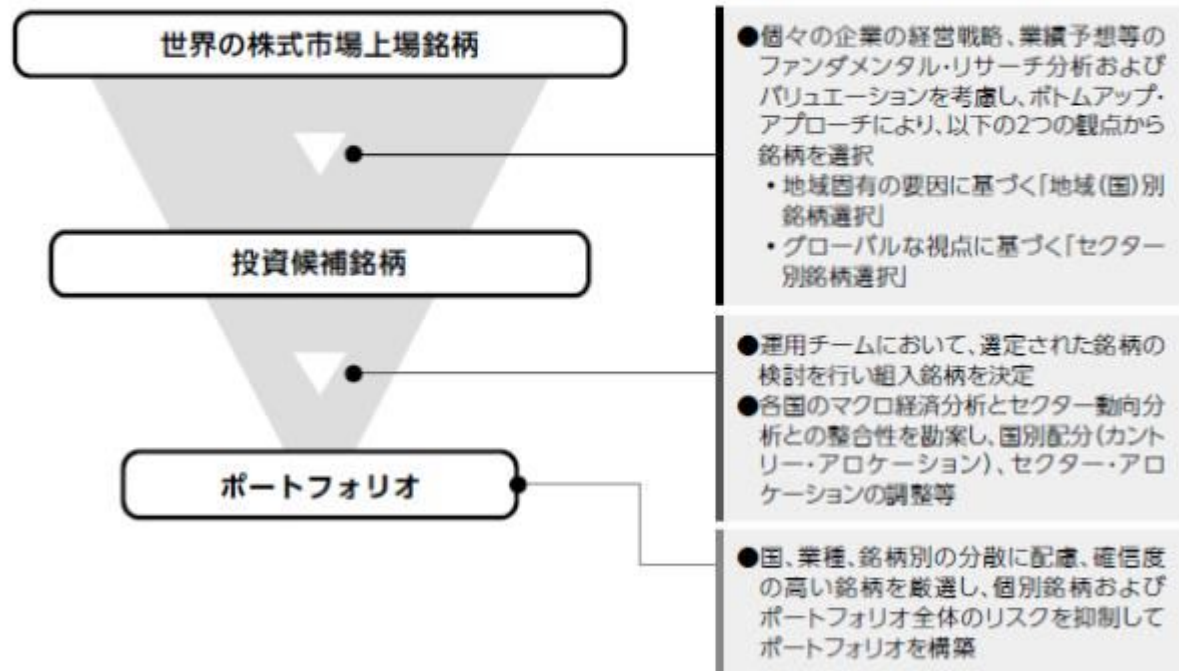 世界の株式市場上場銘柄
●個々の企業の経営戦略、業績予想等の
ファンダメンタル・リサーチ分析および
バリュエーションを考慮し、ボトムアップ・
アプローチにより、以下の2つの観点から
銘柄を選択
・地域固有の要因に基づく「地域(国)別
銘柄選択」
・グローバルな視点に基づく「セクター
別銘柄選択」
投資候補銘柄
●運用チームにおいて、選定された銘柄の
検討を行い組入銘柄を決定
●各国のマクロ経済分析とセクター動向分
析との整合性を勘案し、国別配分(カント
リー・アロケーション)、セクター・アロ
ケーションの調整等
ポートフォリオ
●国、業種、銘柄別の分散に配慮、確信度
の高い銘柄を厳選し、個別銘柄および
ポートフォリオ全体のリスクを抑制して
ポートフォリオを構築